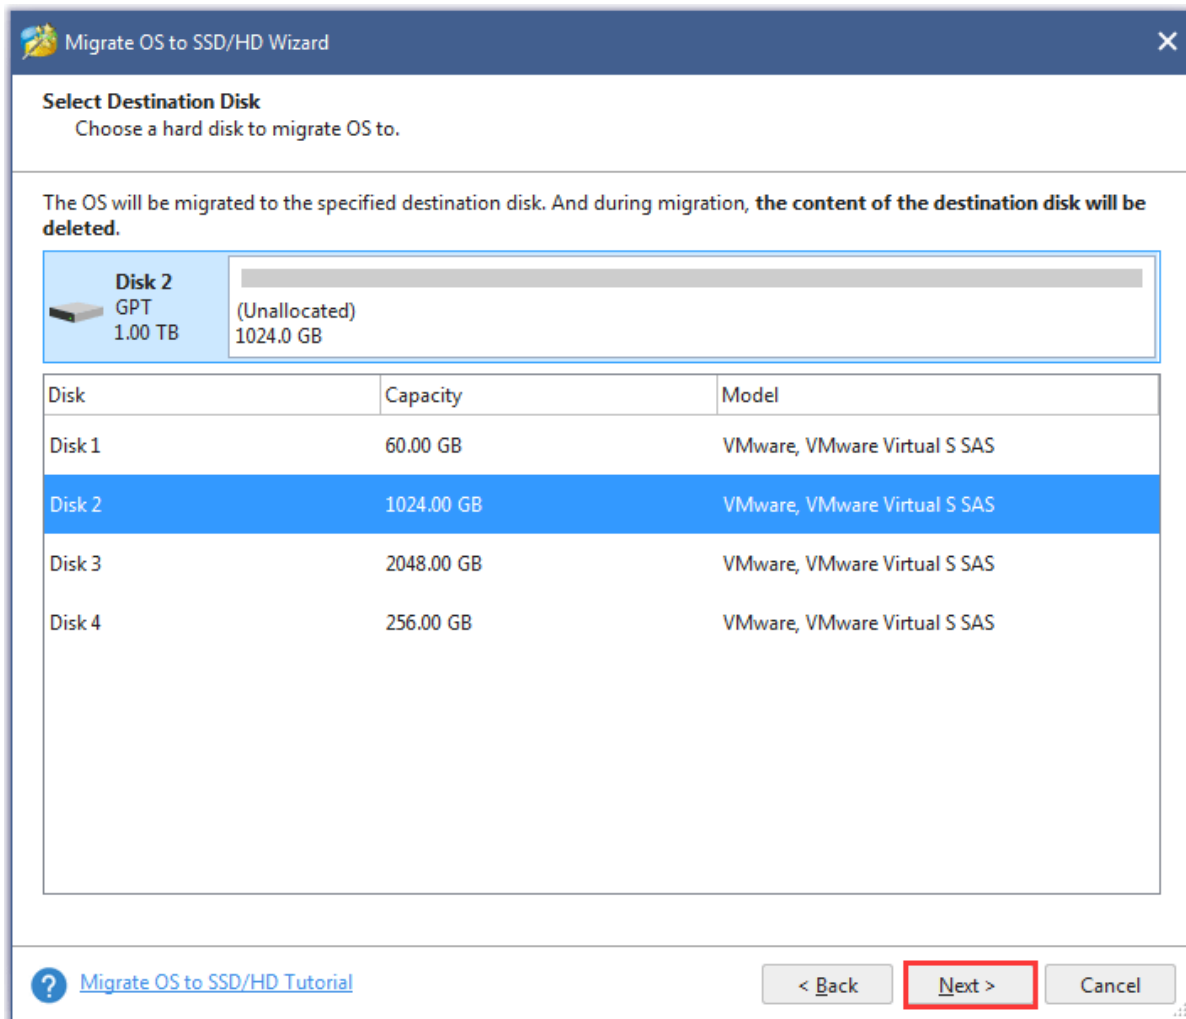 Migrate OS to SSD/HD Wizard
Select Destination Disk
Choose a hard disk to migrate OS to.
The OS will be migrated to the specified destination disk. And during migration, the content of the destination disk will be
deleted.
Disk 2
GPT
1.00 TB
(Unallocated)
1024.0 GB
Disk Capacity Model
Disk 1 60.00 GB VMware, VMware Virtual S SAS
Disk 2 1024.00 GB VMware, VMware Virtual S SAS
Disk 3 2048.00 GB VMware, VMware Virtual S SAS
Disk 4 256.00 GB VMware, VMware Virtual S SAS
? Migrate OS to SSD/HD Tutorial
< Back Next > Cancel